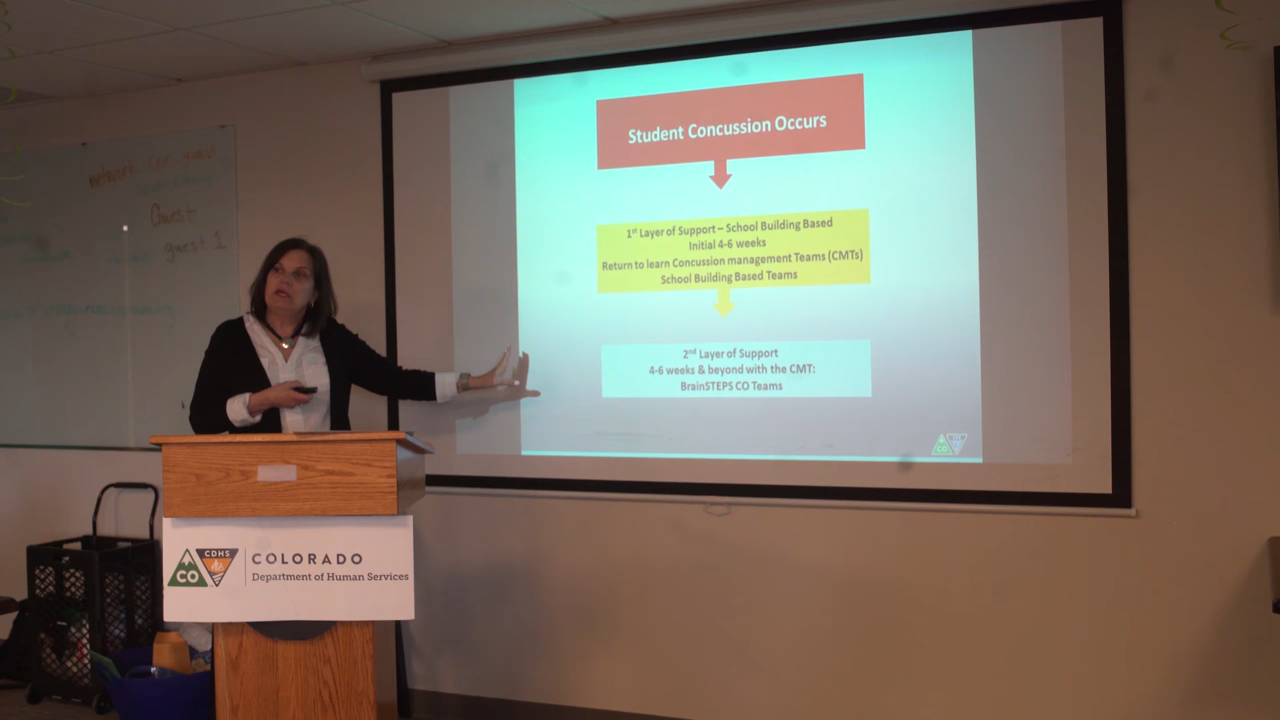 network
Guest
guest 1
Student Concussion Occurs
1st Layer of Support – School Building Based
Initial 4-6 weeks
Return to learn Concussion management Teams (CMTs)
School Building Based Teams
2nd Layer of Support
4-6 weeks & beyond with the CMT:
BrainSTEPS CO Teams
CO
CO
CDHS
COLORADO
Department of Human Services